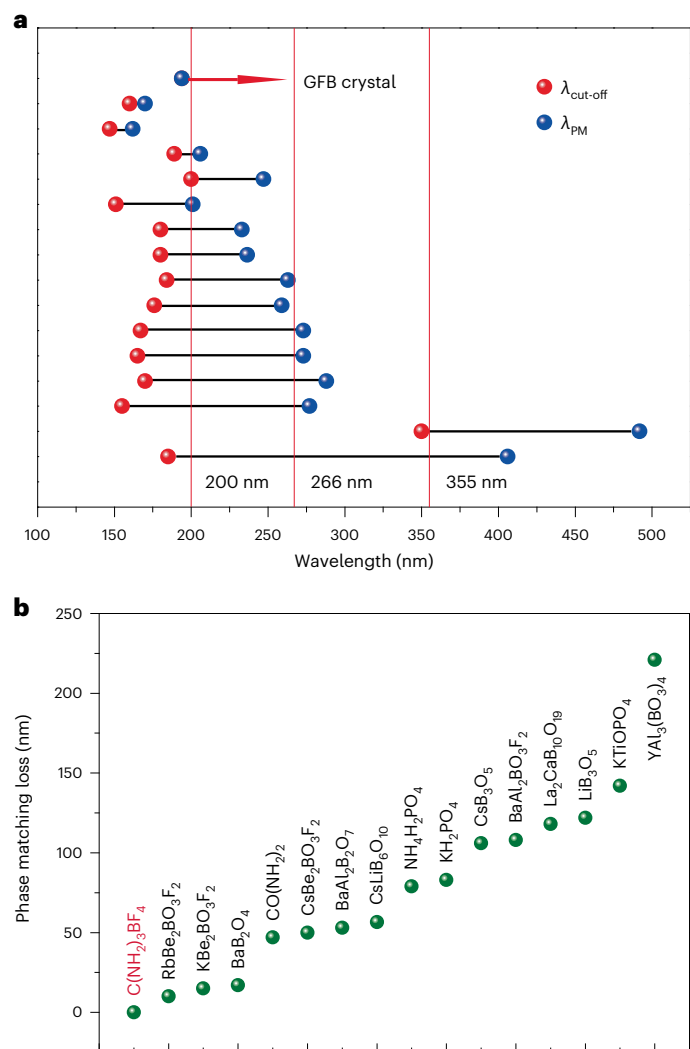 a
GFB crystal
λcut-off
λPM
200 nm
266 nm
355 nm
100
150
200
250
300
350
400
450
500
Wavelength (nm)
b
Phase matching loss (nm)
250
200
150
100
50
0
C(NH₂)₃BF₄
RbBe₂BO₃F₂
KBe₂BO₃F₂
BaB₂O₄
CO(NH₂)₂
CsBe₂BO₃F₂
BaAl₂B₂O₇
CsLiB₆O₁₀
NH₄H₂PO₄
KH₂PO₄
CsB₃O₅
BaAl₂BO₃F₂
La₂CaB₁₀O₁₉
LiB₃O₅
KTiOPO₄
YAl₃(BO₃)₄